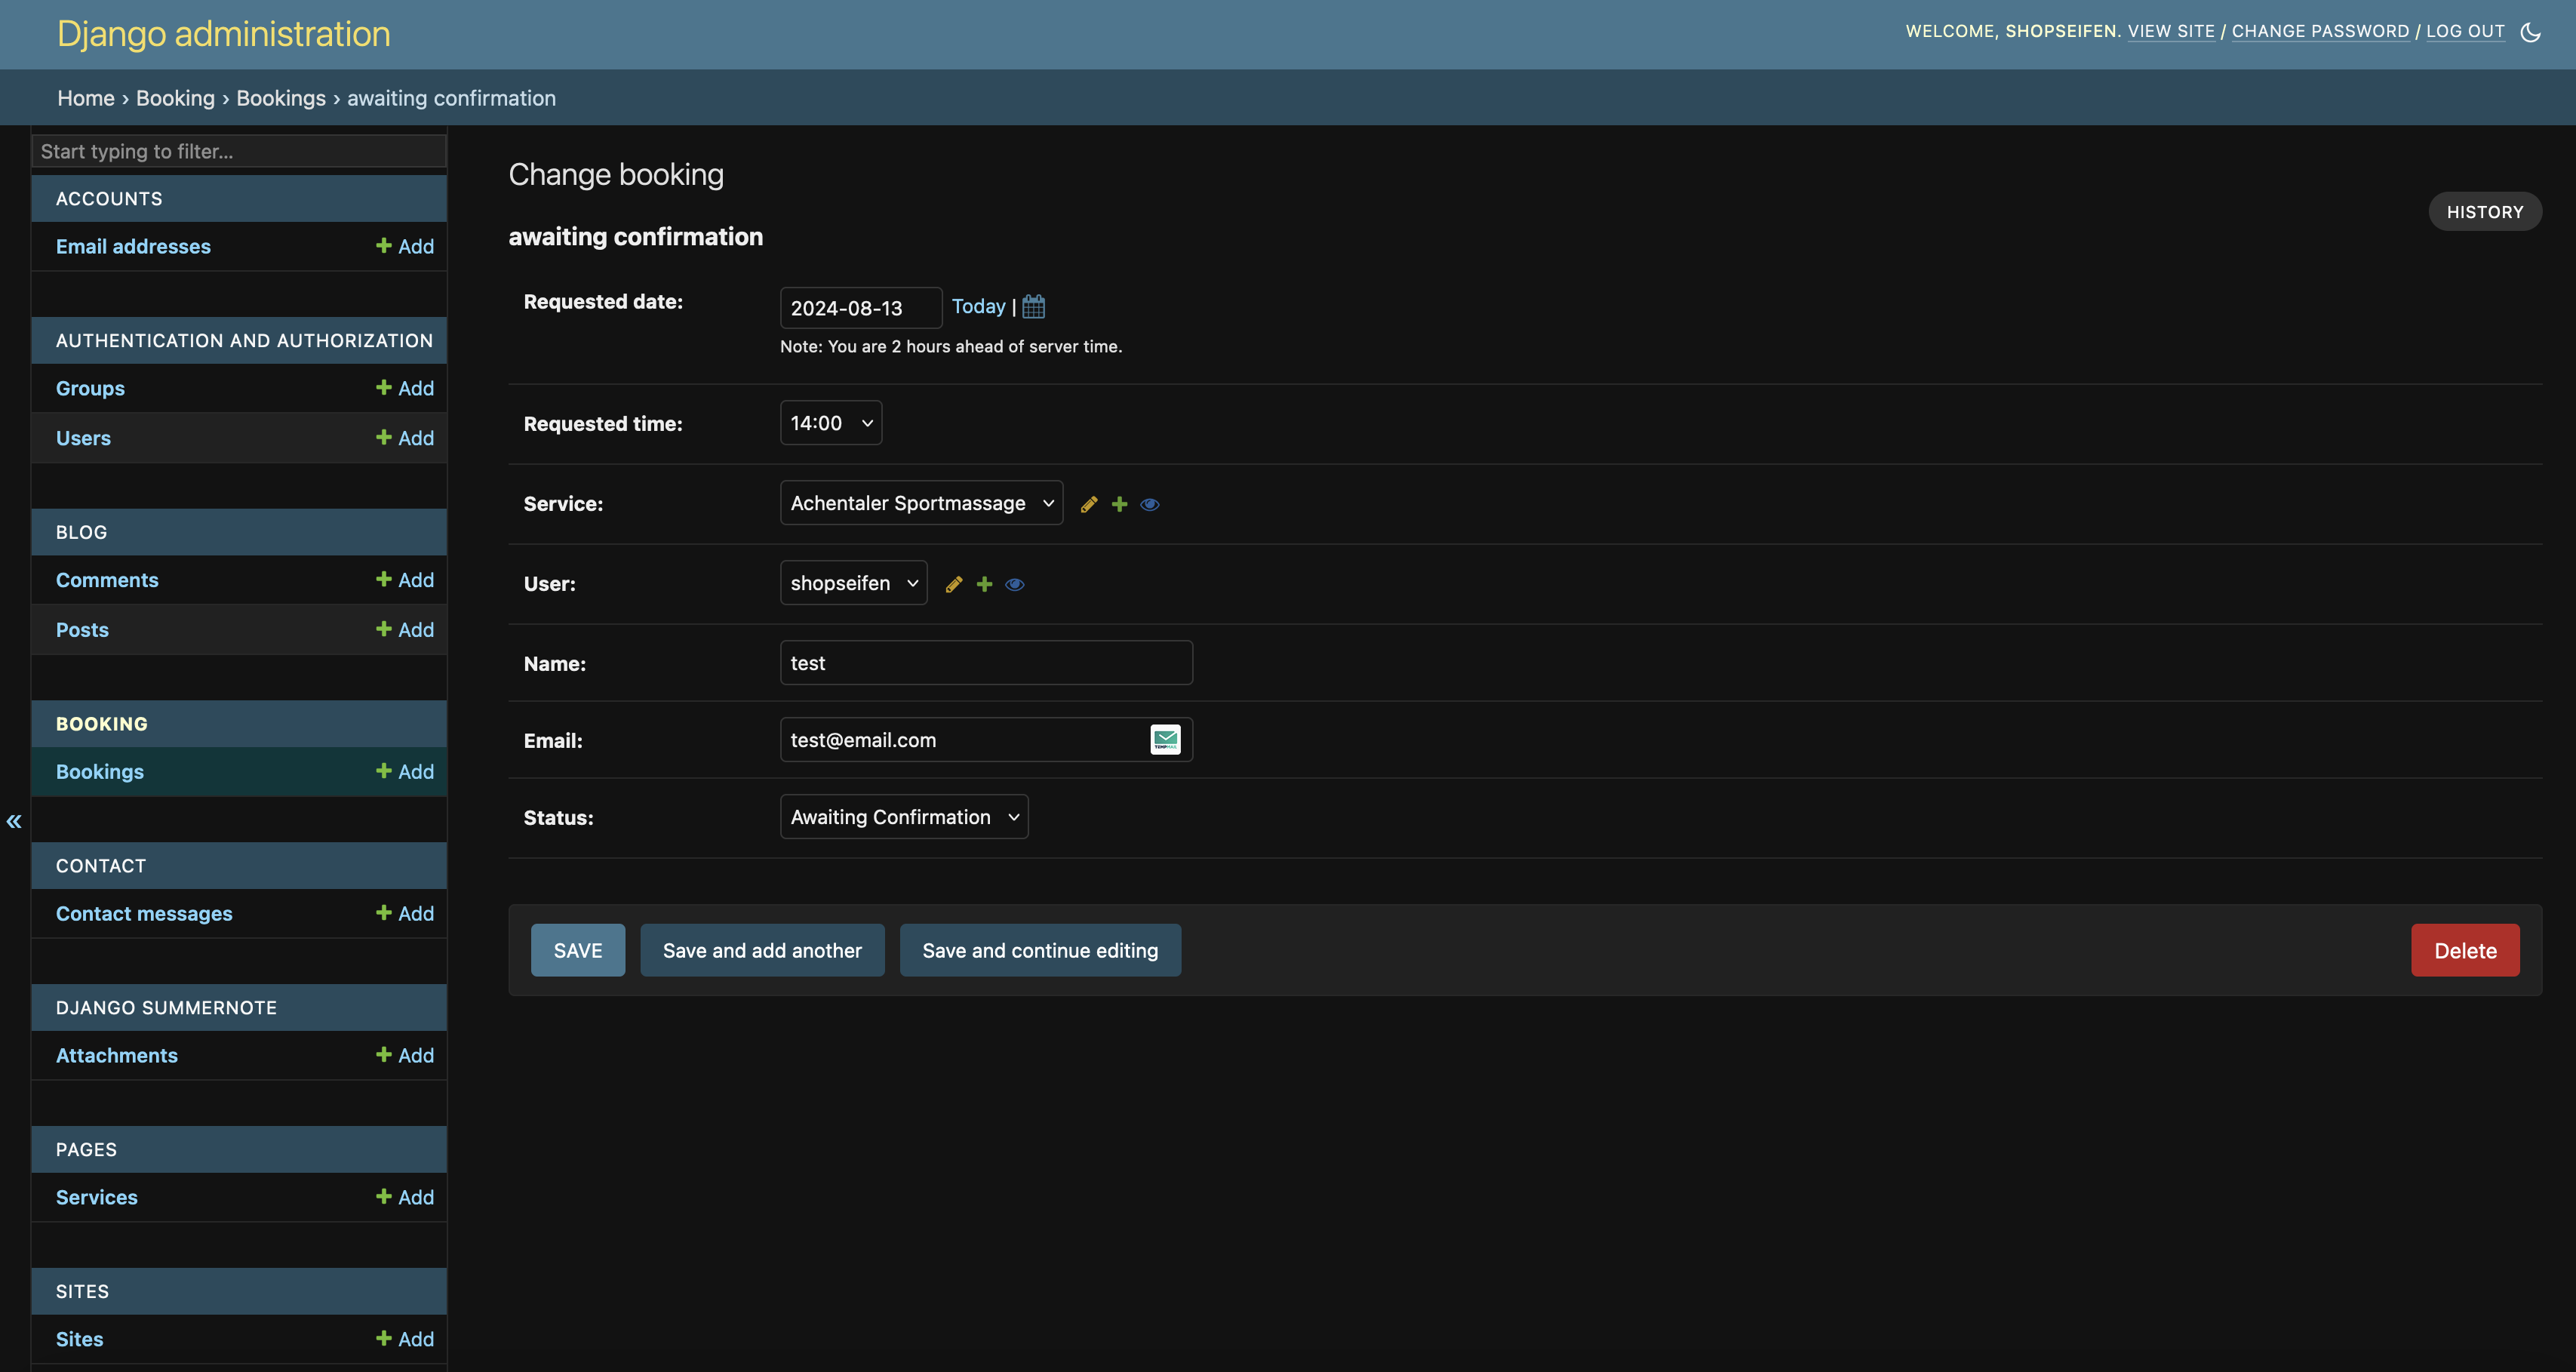 Django administration
WELCOME, SHOPSEIFEN. VIEW SITE / CHANGE PASSWORD / LOG OUT
Home › Booking › Bookings › awaiting confirmation
Start typing to filter...
ACCOUNTS
Email addresses Add
AUTHENTICATION AND AUTHORIZATION
Groups Add
Users Add
BLOG
Comments Add
Posts Add
BOOKING
Bookings Add
«
CONTACT
Contact messages Add
DJANGO SUMMERNOTE
Attachments Add
PAGES
Services Add
SITES
Sites Add
Change booking
HISTORY
awaiting confirmation
Requested date: 2024-08-13 Today |
Note: You are 2 hours ahead of server time.
Requested time: 14:00
Service: Achentaler Sportmassage
User: shopseifen
Name: test
Email: test@email.com
Status: Awaiting Confirmation
SAVE Save and add another Save and continue editing Delete